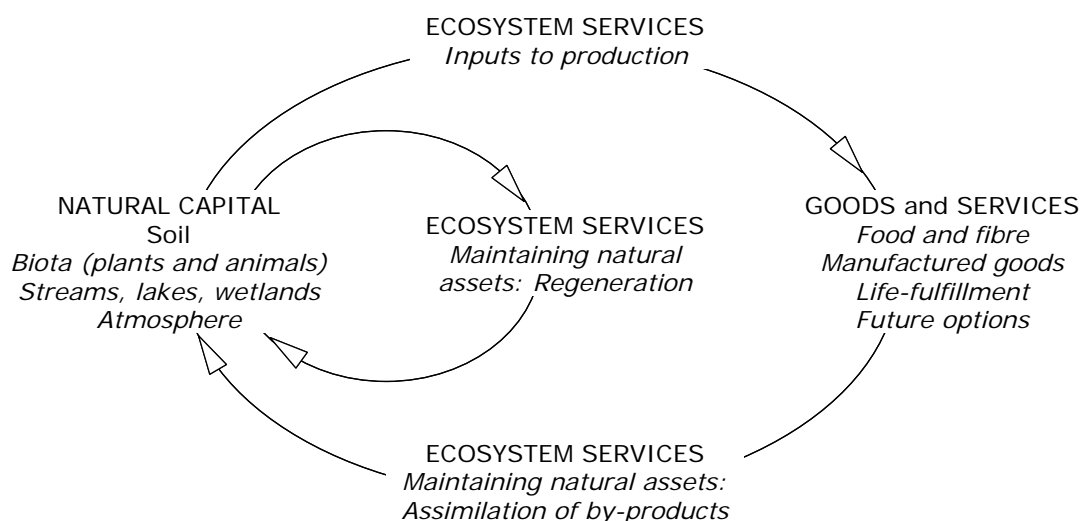 ECOSYSTEM SERVICES
Inputs to production
NATURAL CAPITAL
Soil
Biota (plants and animals)
Streams, lakes, wetlands
Atmosphere
ECOSYSTEM SERVICES
Maintaining natural
assets: Regeneration
GOODS and SERVICES
Food and fibre
Manufactured goods
Life-fulfillment
Future options
ECOSYSTEM SERVICES
Maintaining natural assets:
Assimilation of by-products